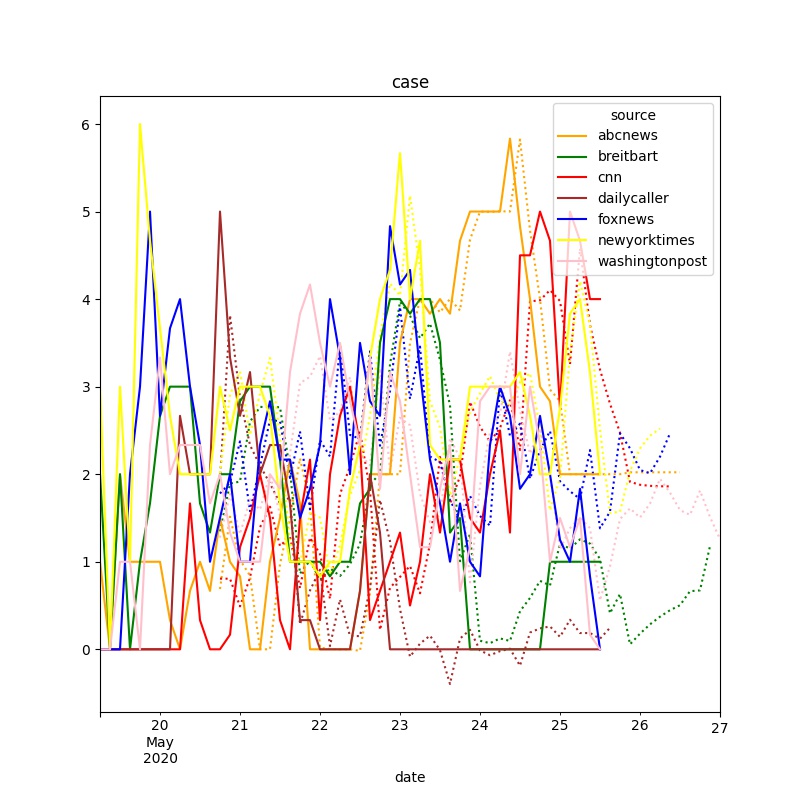 case
source
abcnews
breitbart
cnn
dailycaller
foxnews
newyorktimes
washingtonpost
6
5
4
3
2
1
0
20 21 22 23 24 25 26 27
May
2020
date